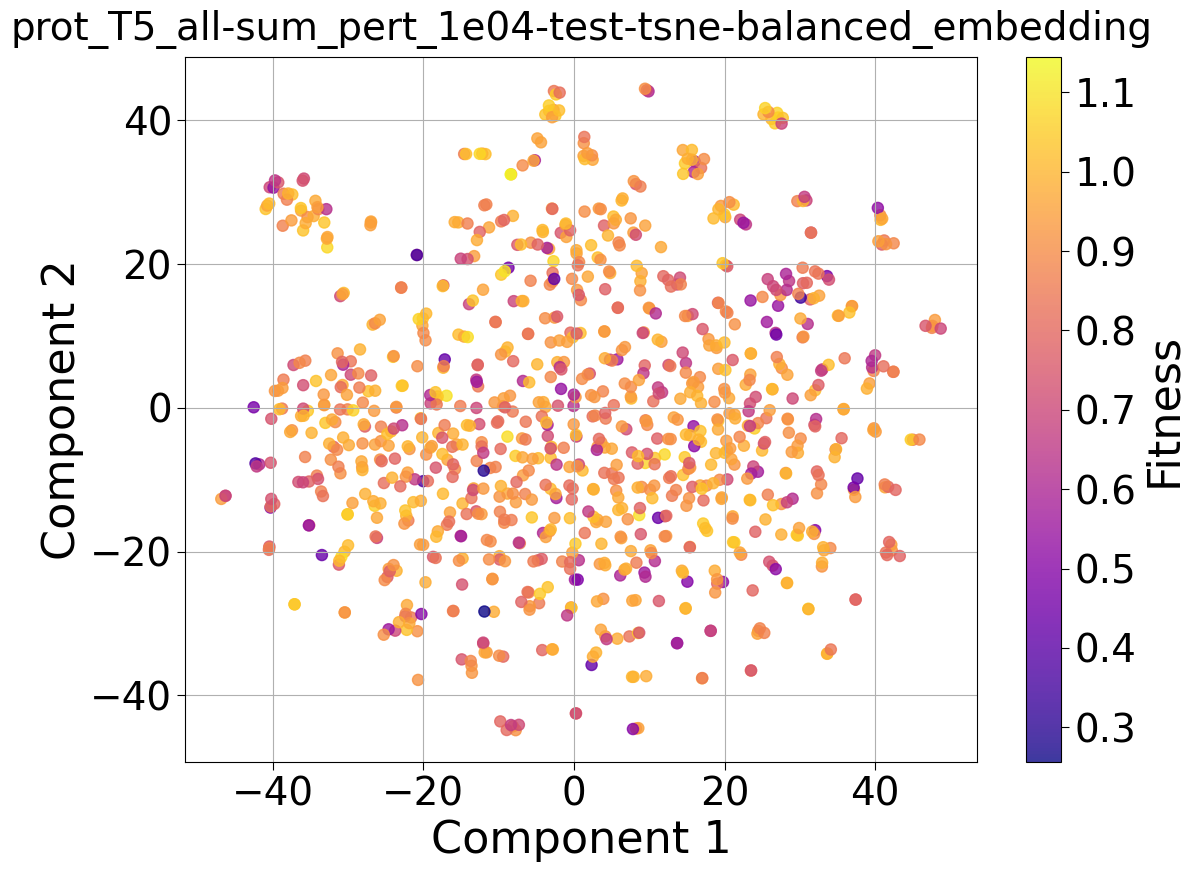 prot_T5_all-sum_pert_1e04-test-tsne-balanced_embedding
40
20
0
−20
−40
Component 2
−40 −20 0 20 40
Component 1
1.1
1.0
0.9
0.8
0.7
0.6
0.5
0.4
0.3
Fitness